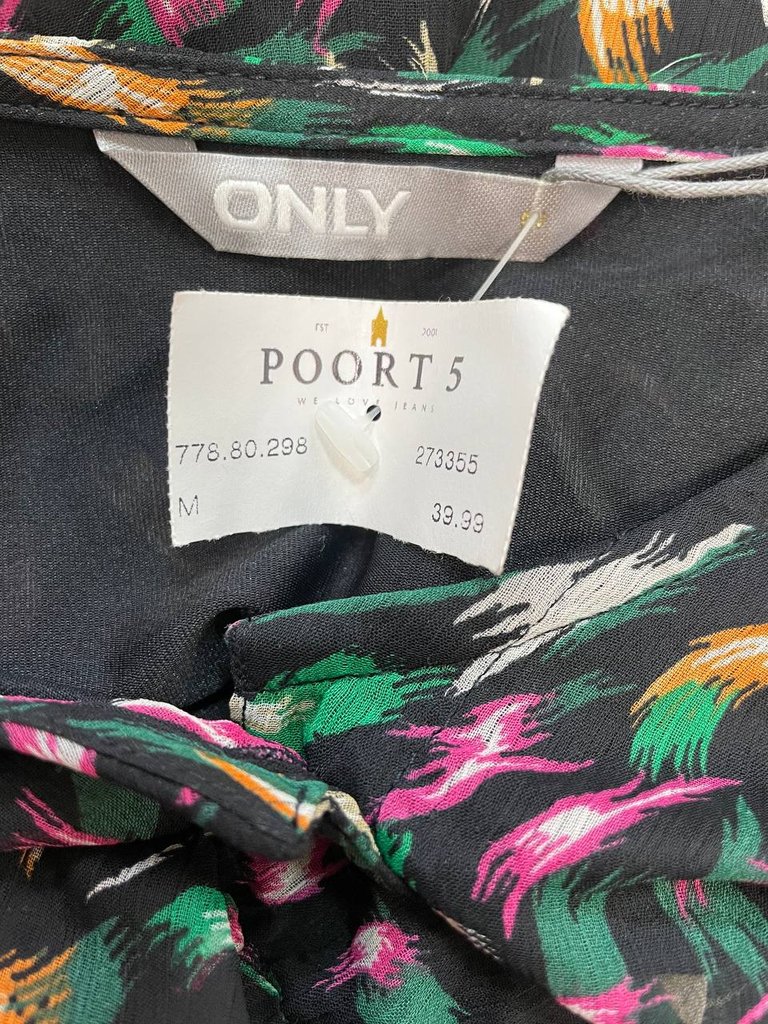 ONLY
EST 2001
POORT 5
WE LOVE JEANS
778.80.298 273355
M 39.99